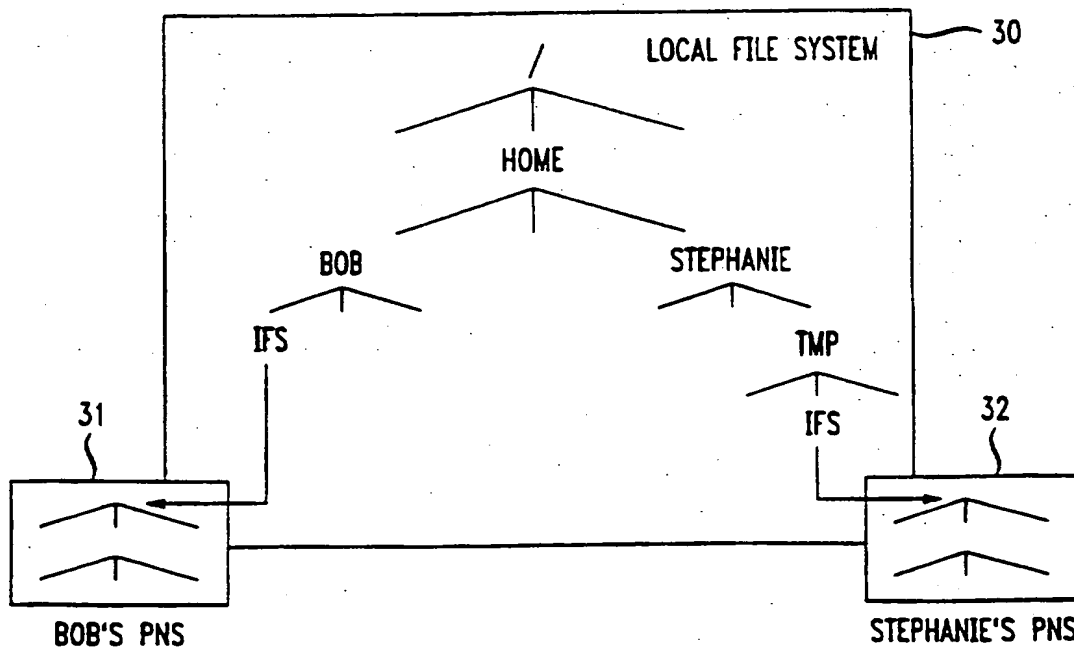 30
LOCAL FILE SYSTEM
/
HOME
BOB
STEPHANIE
IFS
TMP
IFS
31
32
BOB'S PNS
STEPHANIE'S PNS